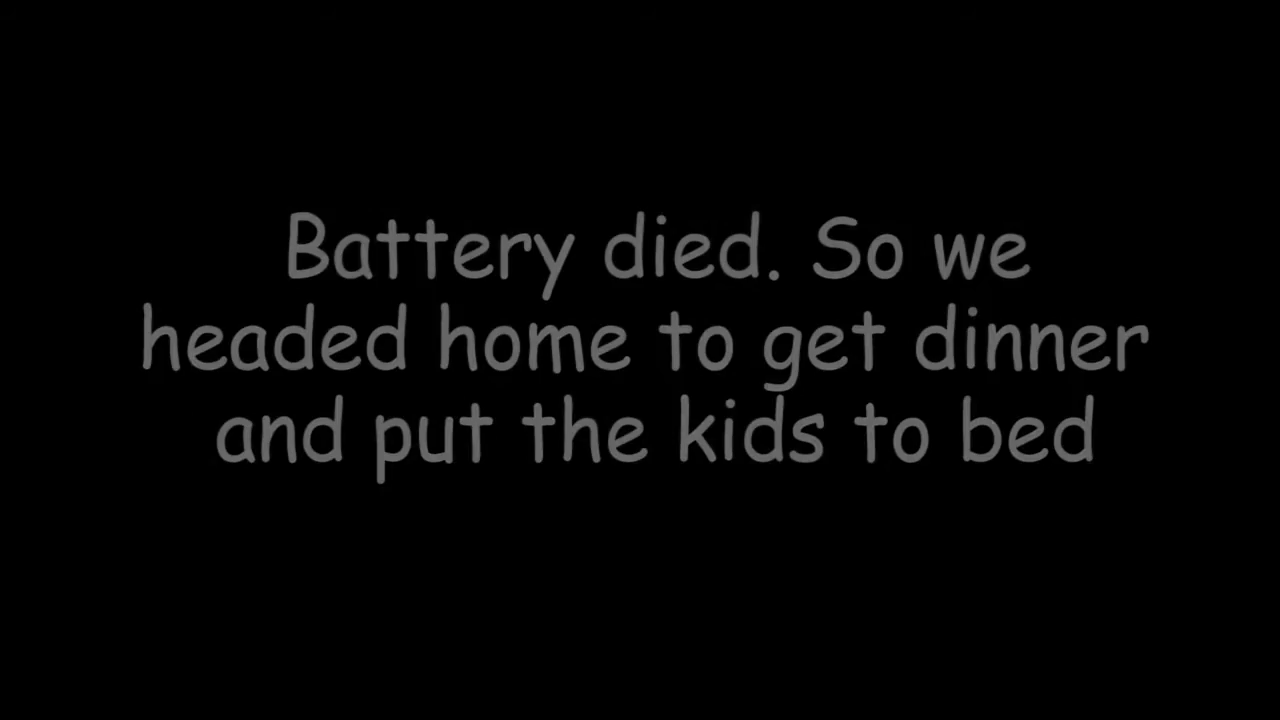 Battery died. So we
headed home to get dinner
and put the kids to bed